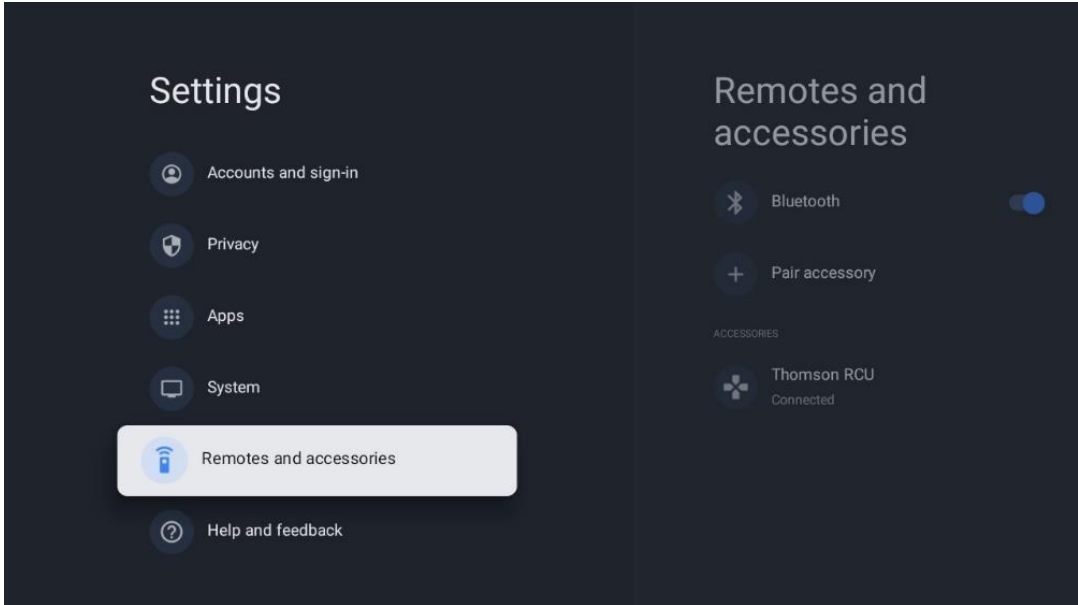 Settings
Accounts and sign-in
Privacy
Apps
System
Remotes and accessories
Help and feedback
Remotes and
accessories
Bluetooth
Pair accessory
ACCESSORIES
Thomson RCU
Connected